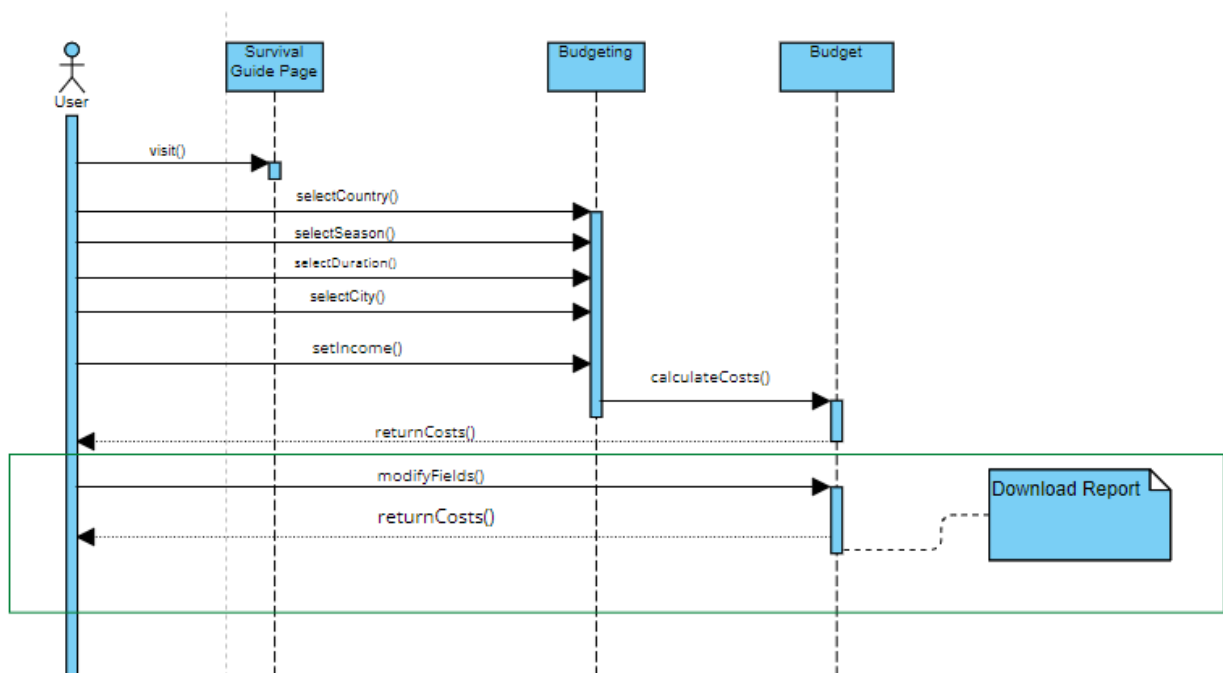 Survival
Guide Page
Budgeting
Budget
User
visit()
selectCountry()
selectSeason()
selectDuration()
selectCity()
setIncome()
calculateCosts()
returnCosts()
modifyFields()
Download Report
returnCosts()